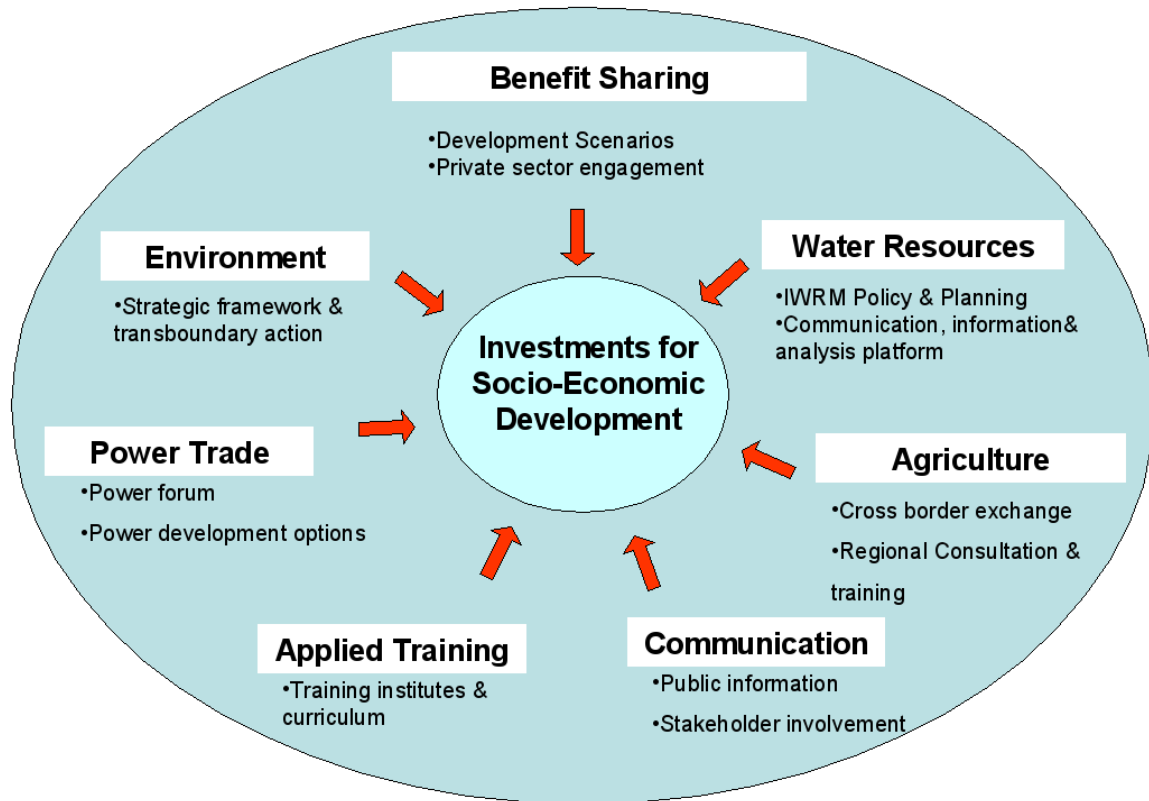 Benefit Sharing
•Development Scenarios
•Private sector engagement
Environment
•Strategic framework &
transboundary action
Water Resources
•IWRM Policy & Planning
•Communication, information&
analysis platform
Investments for
Socio-Economic
Development
Power Trade
•Power forum
•Power development options
Agriculture
•Cross border exchange
•Regional Consultation &
training
Applied Training
•Training institutes &
curriculum
Communication
•Public information
•Stakeholder involvement